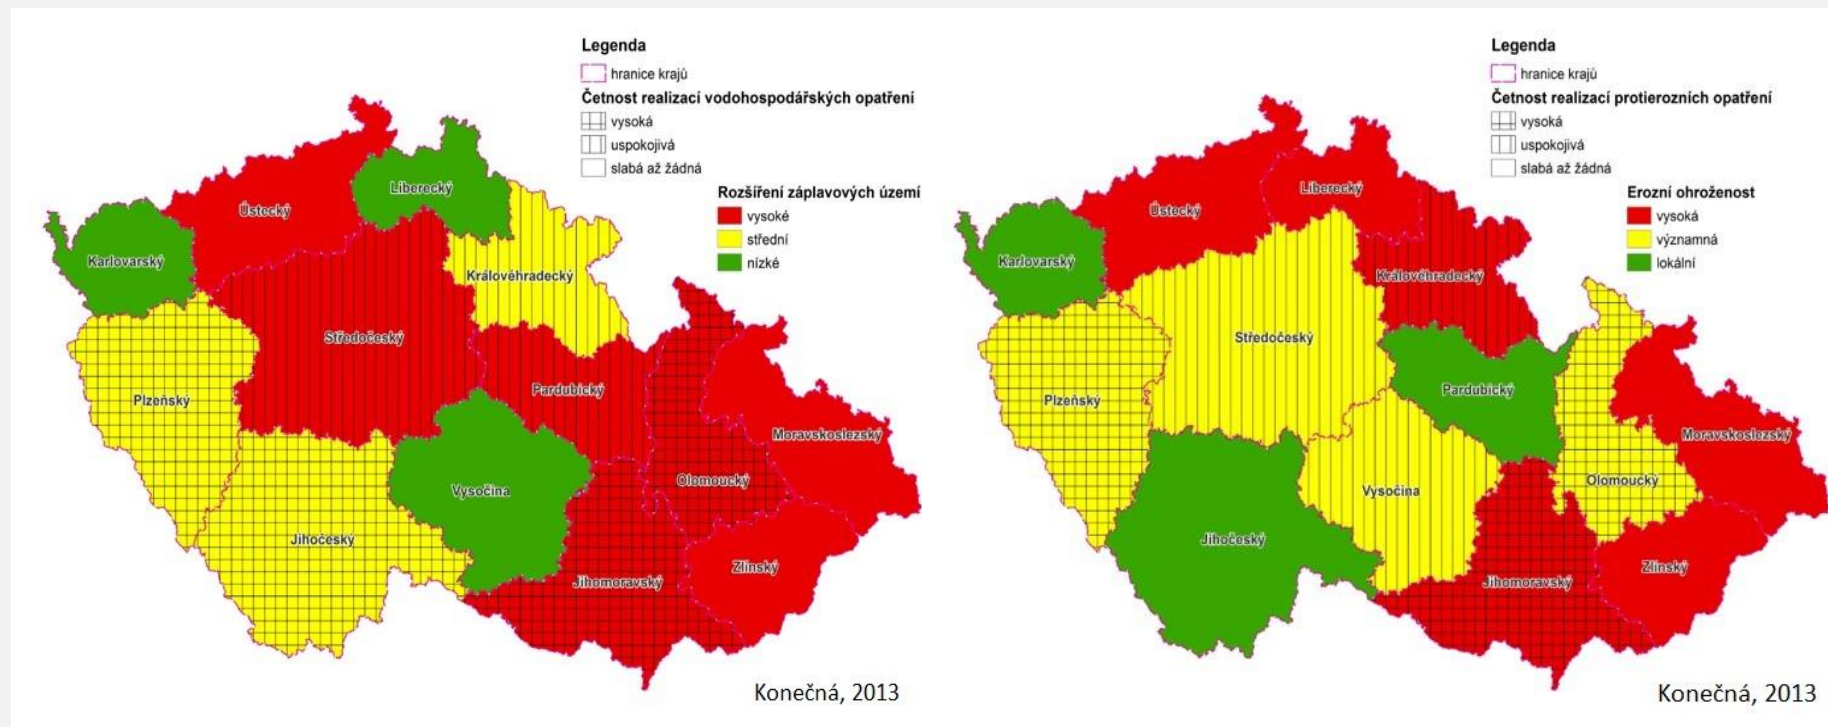 Legenda
hranice krajů
Četnost realizací vodohospodářských opatření
vysoká
uspokojivá
slabá až žádná
Rozšíření záplavových území
vysoké
střední
nízké
Ústecký
Liberecký
Karlovarský
Královéhradecký
Středočeský
Plzeňský
Pardubický
Moravskoslezský
Olomoucký
Vysočina
Jihočeský
Zlínský
Jihomoravský
Konečná, 2013
Legenda
hranice krajů
Četnost realizací protierozních opatření
vysoká
uspokojivá
slabá až žádná
Erozní ohroženost
vysoká
významná
lokální
Liberecký
Ústecký
Karlovarský
Královéhradecký
Středočeský
Pardubický
Plzeňský
Moravskoslezský
Olomoucký
Vysočina
Jihočeský
Zlínský
Jihomoravský
Konečná, 2013